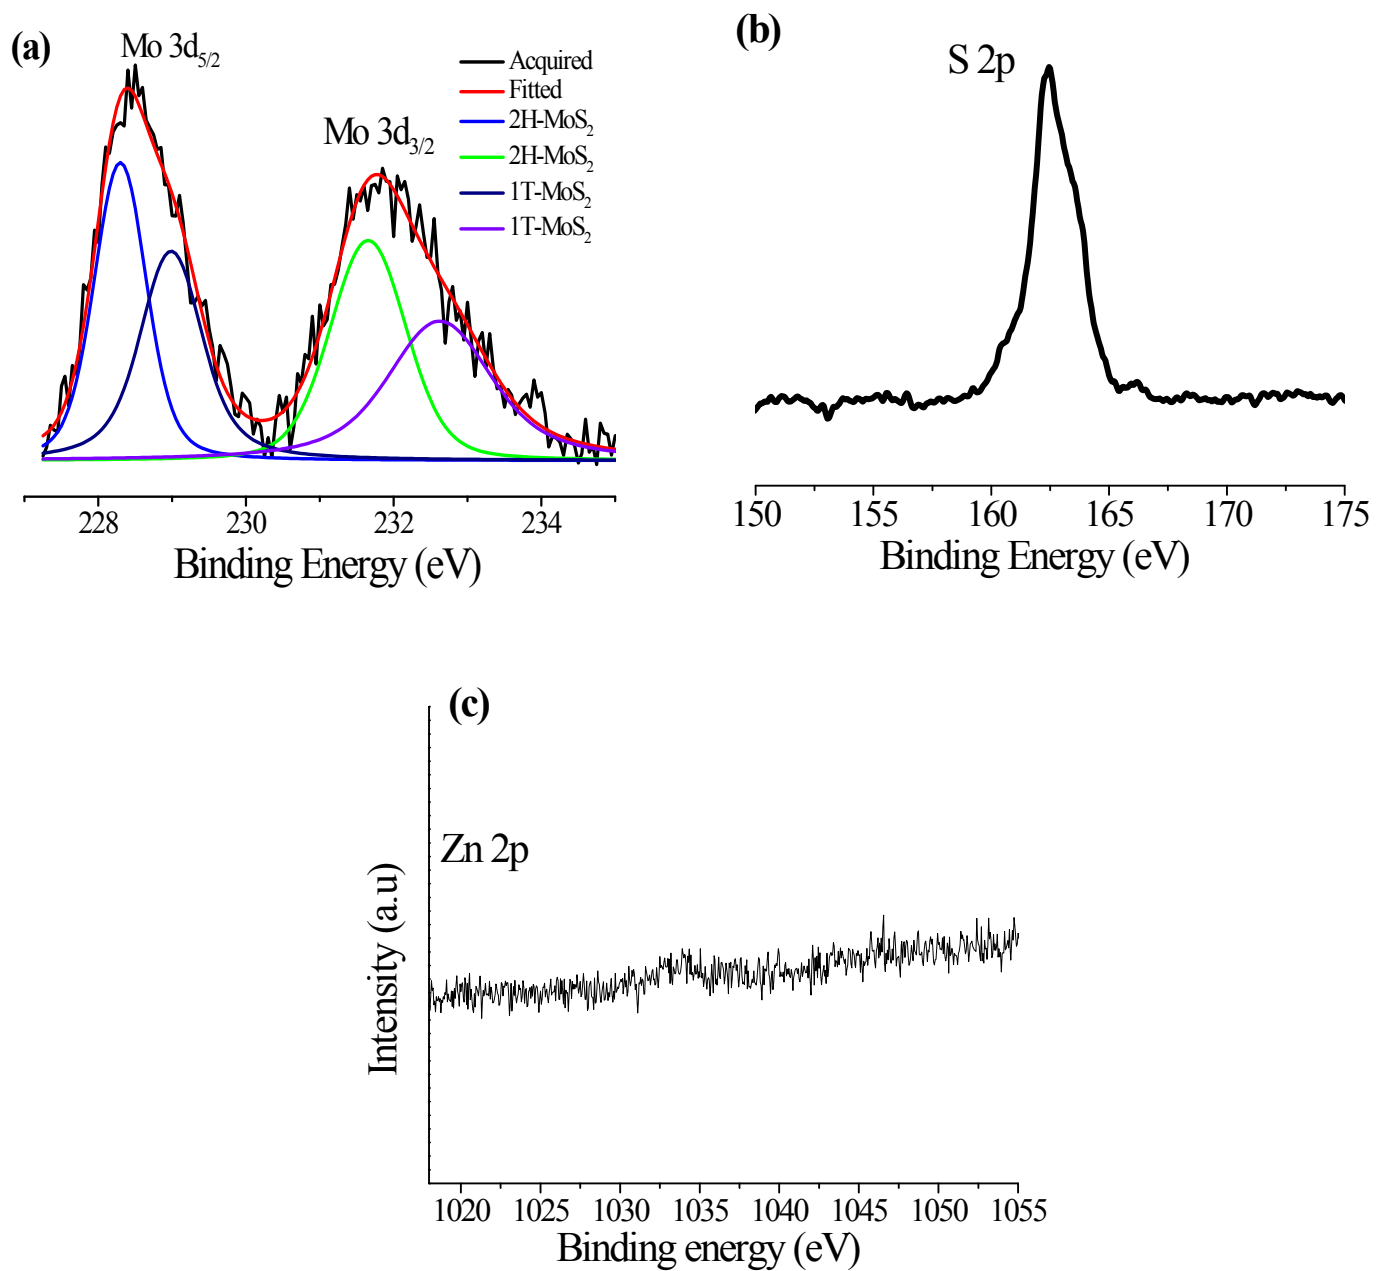 (a)
Mo 3d5/2
Mo 3d3/2
Acquired
Fitted
2H-MoS2
2H-MoS2
1T-MoS2
1T-MoS2
228 230 232 234
Binding Energy (eV)
(b)
S 2p
150 155 160 165 170 175
Binding Energy (eV)
(c)
Zn 2p
Intensity (a.u)
1020 1025 1030 1035 1040 1045 1050 1055
Binding energy (eV)